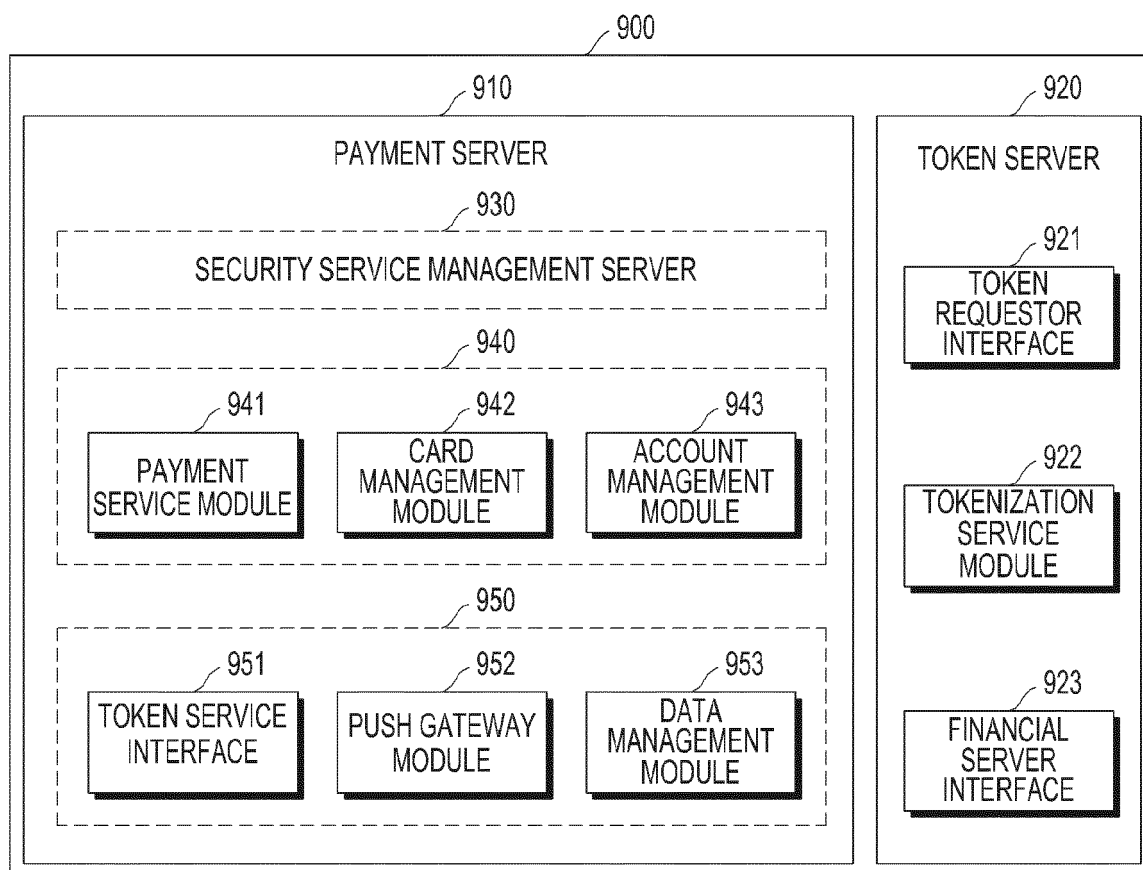 900
910
920
PAYMENT SERVER
TOKEN SERVER
930
SECURITY SERVICE MANAGEMENT SERVER
921
TOKEN
REQUESTOR
INTERFACE
940
941
942
943
PAYMENT
SERVICE MODULE
CARD
MANAGEMENT
MODULE
ACCOUNT
MANAGEMENT
MODULE
922
TOKENIZATION
SERVICE
MODULE
950
951
952
953
TOKEN SERVICE
INTERFACE
PUSH GATEWAY
MODULE
DATA
MANAGEMENT
MODULE
923
FINANCIAL
SERVER
INTERFACE